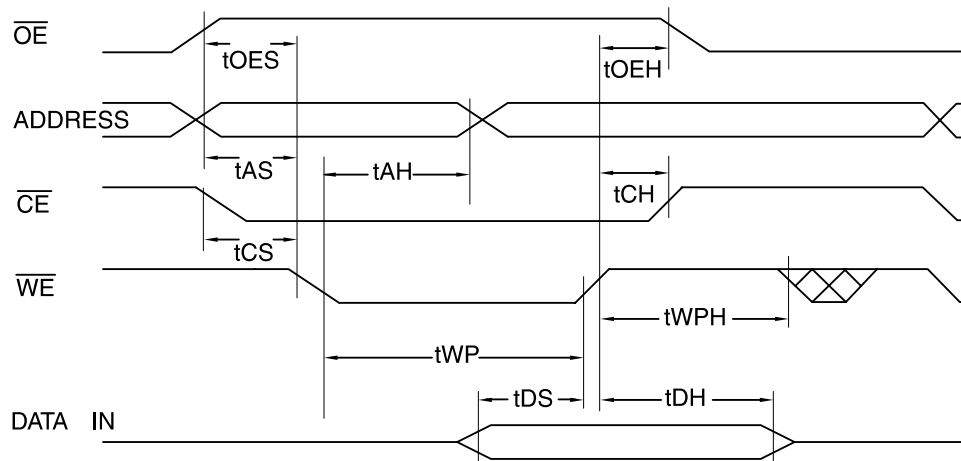 OE
tOES
tOEH
ADDRESS
tAS
tAH
tCH
CE
tCS
WE
tWPH
tWP
tDS
tDH
DATA IN